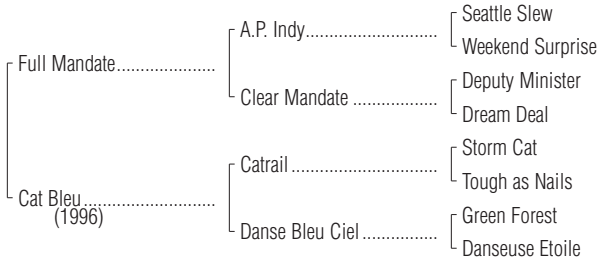 Seattle Slew
A.P. Indy
Weekend Surprise
Full Mandate
Deputy Minister
Clear Mandate
Dream Deal
Storm Cat
Catrail
Tough as Nails
Cat Bleu
(1996)
Green Forest
Danse Bleu Ciel
Danseuse Etoile